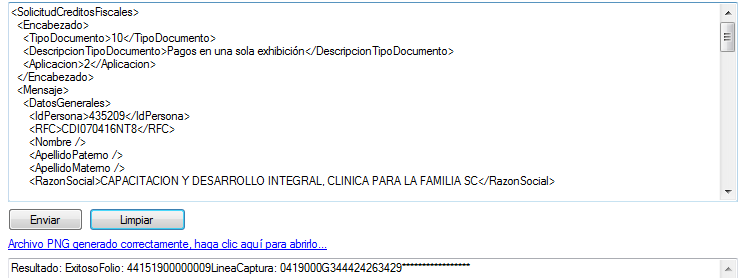 <SolicitudCreditosFiscales>
<Encabezado>
<TipoDocumento>10</TipoDocumento>
<DescripcionTipoDocumento>Pagos en una sola exhibición</DescripcionTipoDocumento>
<Aplicacion>2</Aplicacion>
</Encabezado>
<Mensaje>
<DatosGenerales>
<IdPersona>435209</IdPersona>
<RFC>CDI070416NT8</RFC>
<Nombre />
<ApellidoPaterno />
<ApellidoMaterno />
<RazonSocial>CAPACITACION Y DESARROLLO INTEGRAL, CLINICA PARA LA FAMILIA SC</RazonSocial>
Enviar Limpiar
Archivo PNG generado correctamente, haga clic aquí para abrirlo...
Resultado: ExitosoFolio: 44151900000009LineaCaptura: 0419000G344424263429*****************